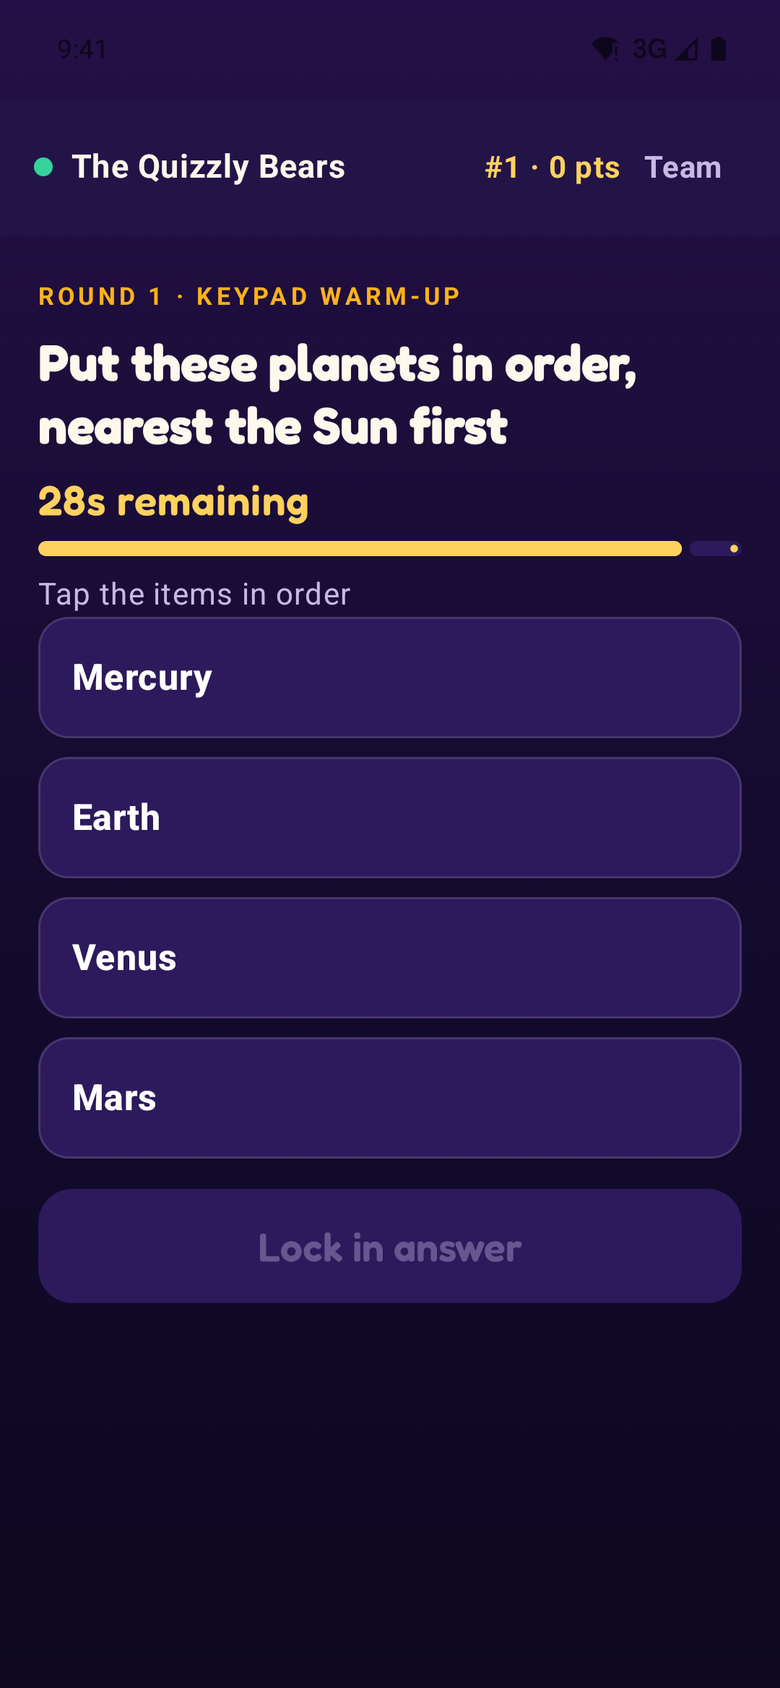 9:41
3G
The Quizzly Bears
#1 · 0 pts
Team
ROUND 1 · KEYPAD WARM-UP
Put these planets in order,
nearest the Sun first
28s remaining
Tap the items in order
Mercury
Earth
Venus
Mars
Lock in answer